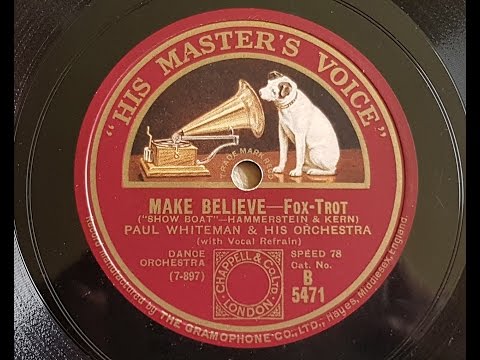 "HIS MASTER'S VOICE"
TRADE MARK REGD
MAKE BELIEVE—FOX-TROT
("SHOW BOAT"—HAMMERSTEIN & KERN)
PAUL WHITEMAN & HIS ORCHESTRA
(with Vocal Refrain)
DANCE
ORCHESTRA
(7-897)
CHAPPELL & CO LTD
LONDON
SPEED 78
Cat. No.
B
5471
Record manufactured by
THE GRAMOPHONE CO., LTD., Hayes, Middlesex, England.